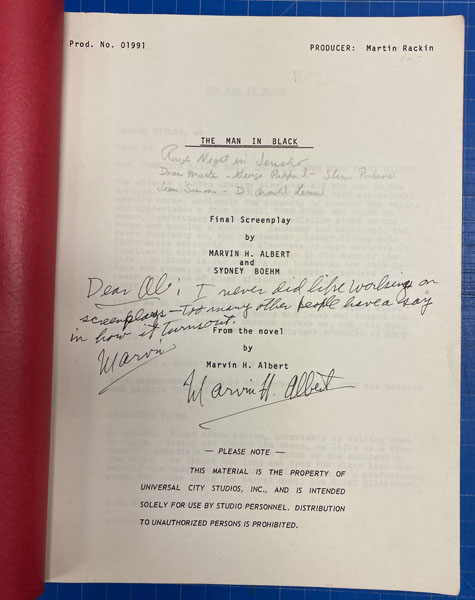 Prod. No. 01991
PRODUCER: Martin Rackin
THE MAN IN BLACK
Rough Night in Jericho
Dean Martin - George Peppard - Slim Pickens
Jean Simmons - D: Arnold Laven
Final Screenplay
by
MARVIN H. ALBERT
and
SYDNEY BOEHM
Dear Al: I never did like working on
screenplays - too many other people have a say
in how it turns out.
Marvin
From the novel
by
Marvin H. Albert
Marvin H. Albert
— PLEASE NOTE —
THIS MATERIAL IS THE PROPERTY OF
UNIVERSAL CITY STUDIOS, INC., AND IS INTENDED
SOLELY FOR USE BY STUDIO PERSONNEL. DISTRIBUTION
TO UNAUTHORIZED PERSONS IS PROHIBITED.